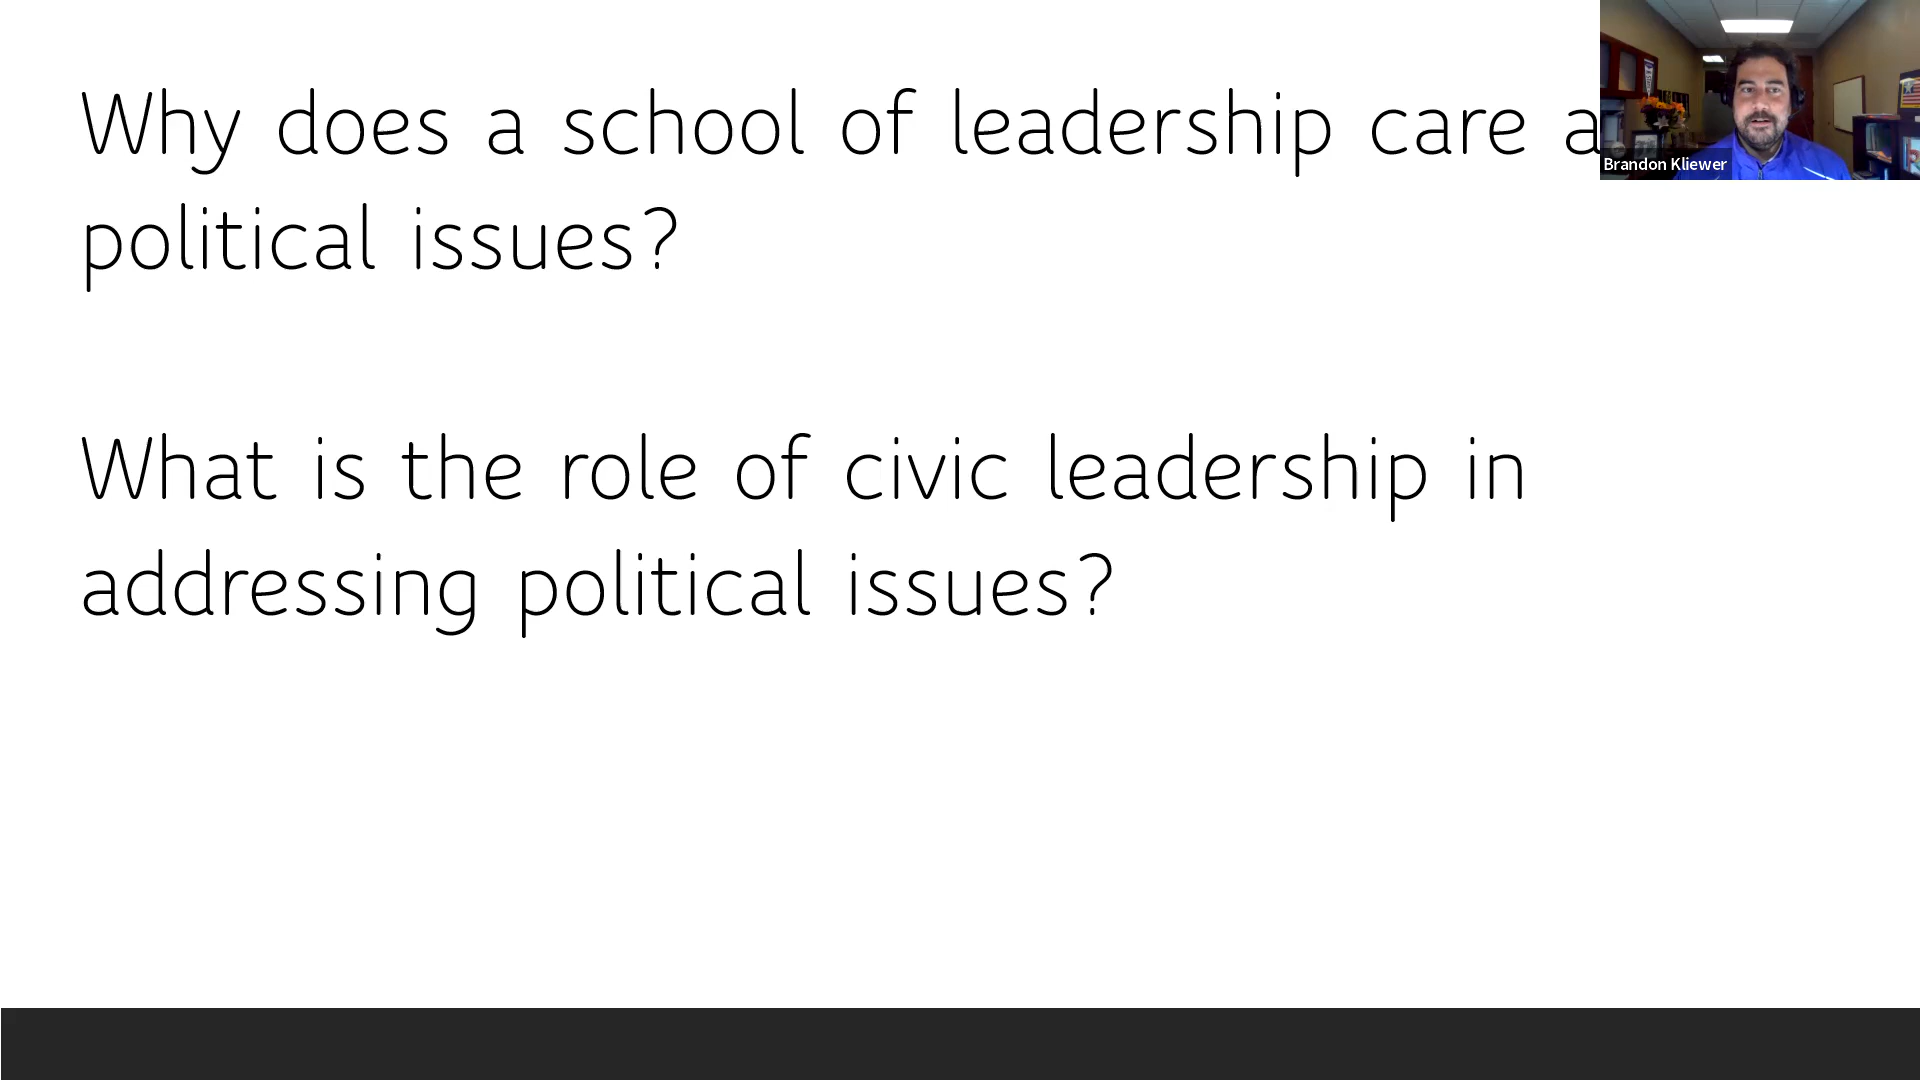 Why does a school of leadership care a
political issues?
What is the role of civic leadership in
addressing political issues?
Brandon Kliewer